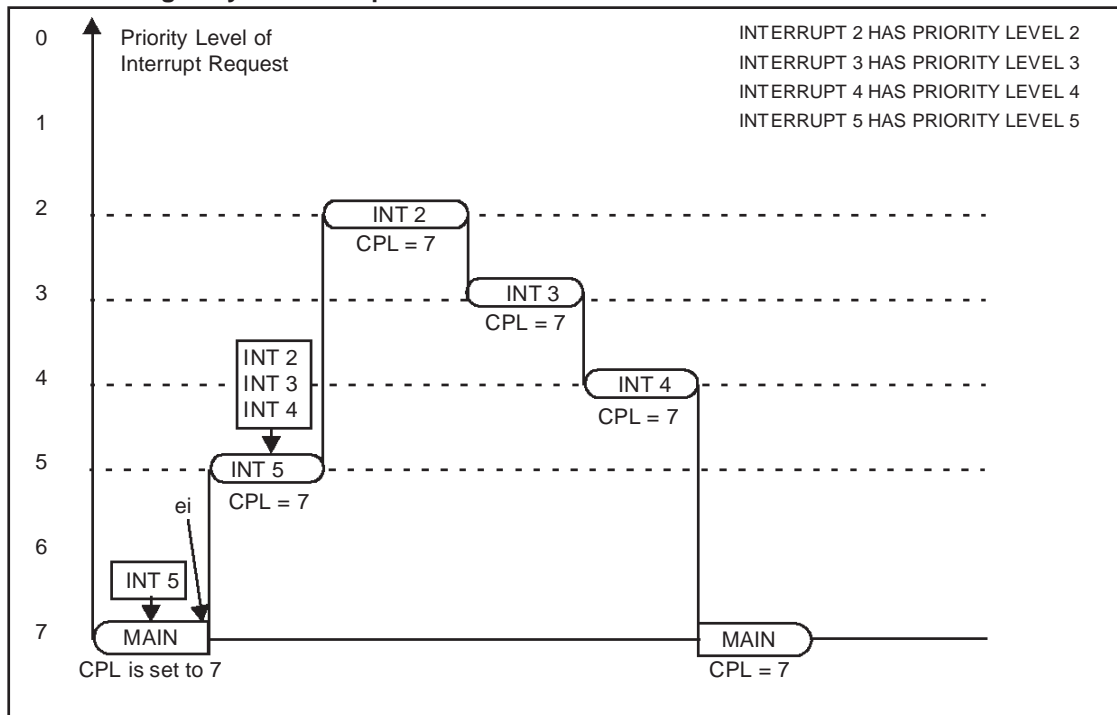 0
Priority Level of
Interrupt Request
INTERRUPT 2 HAS PRIORITY LEVEL 2
INTERRUPT 3 HAS PRIORITY LEVEL 3
INTERRUPT 4 HAS PRIORITY LEVEL 4
INTERRUPT 5 HAS PRIORITY LEVEL 5
1
2
INT 2
CPL = 7
3
INT 3
CPL = 7
INT 2
INT 3
INT 4
4
INT 4
CPL = 7
5
INT 5
CPL = 7
ei
6
INT 5
7
MAIN
CPL is set to 7
MAIN
CPL = 7